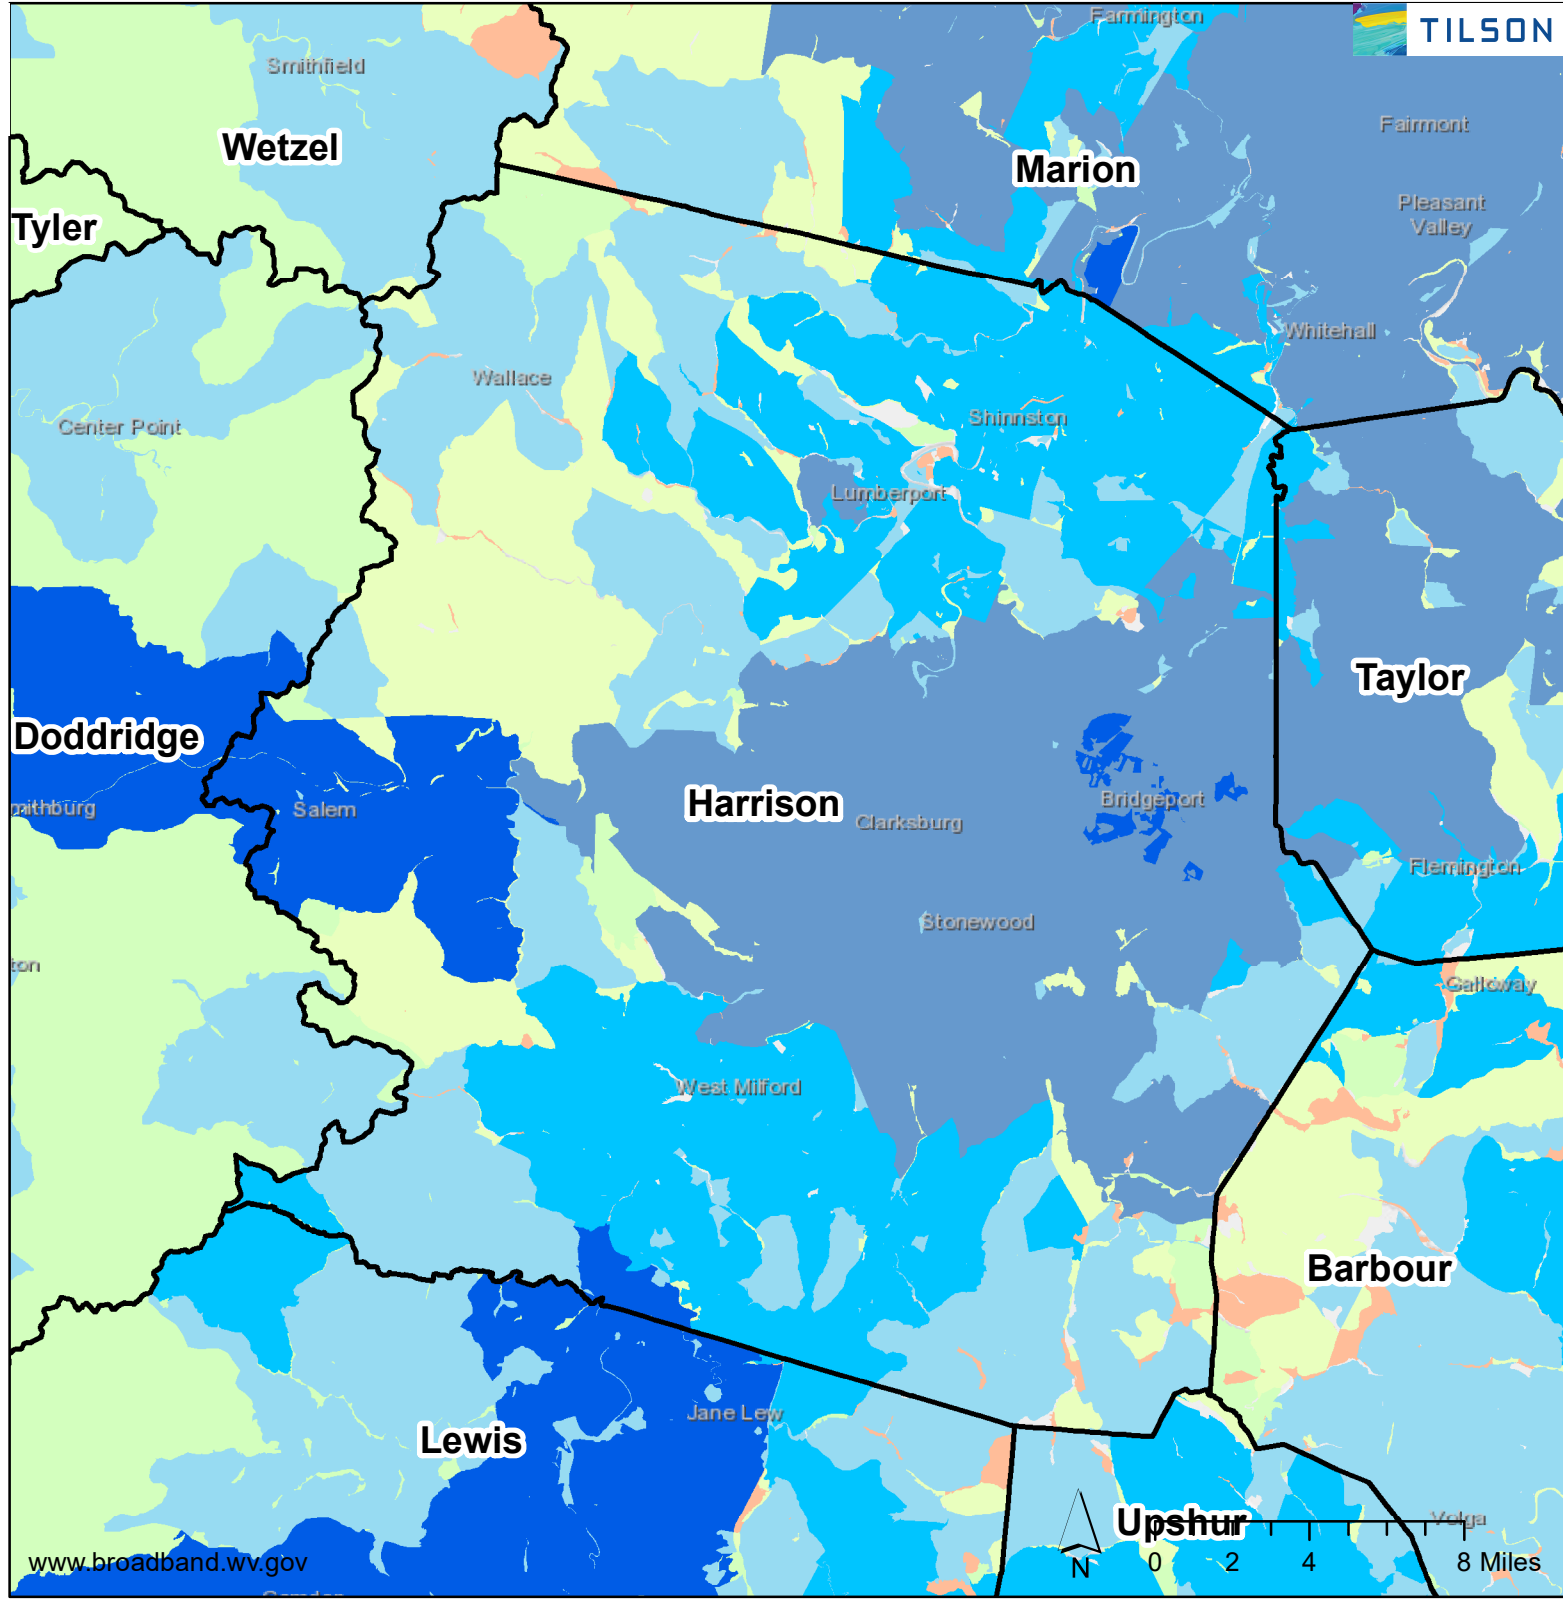 Farmington
TILSON
Smithfield
Fairmont
Wetzel
Marion
Pleasant
Valley
Tyler
Whitehall
Wallace
Center Point
Shinnston
Lumberport
Taylor
Doddridge
Harrison
Bridgeport
mithburg
Salem
Clarksburg
Flemington
Stonewood
ton
Galloway
West Milford
Barbour
Jane Lew
Lewis
Upshur
Volga
www.broadband.wv.gov
N
0 2 4 8 Miles